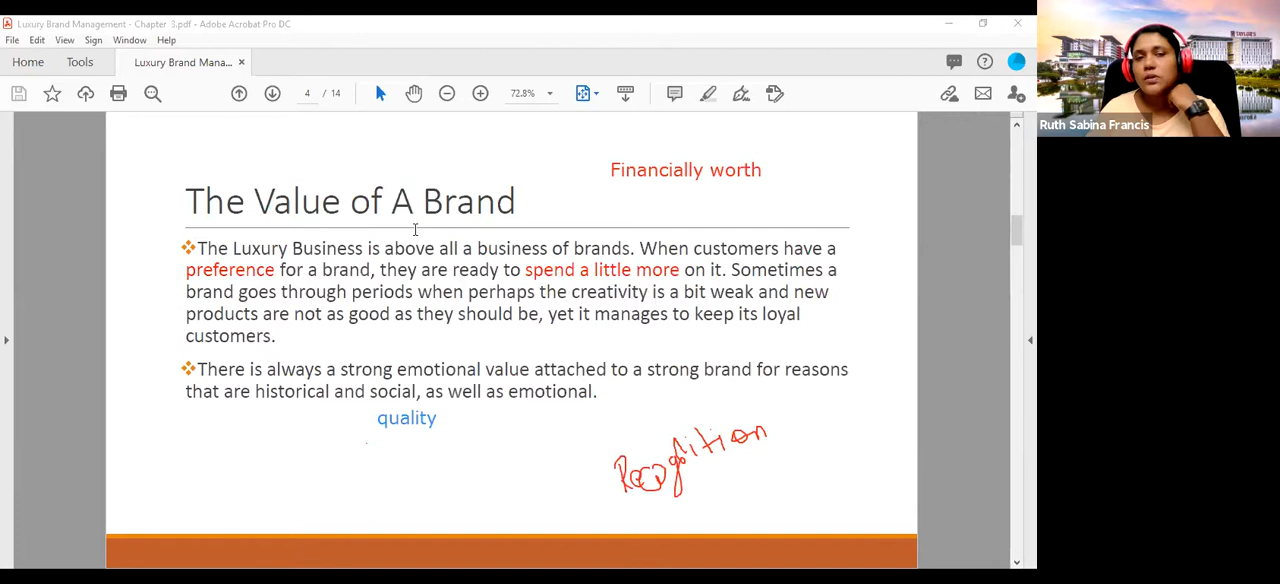 Luxury Brand Management - Chapter 3.pdf - Adobe Acrobat Pro DC
File Edit View Sign Window Help
Home Tools Luxury Brand Mana... ×
4 / 14 72.8%
Financially worth
The Value of A Brand
The Luxury Business is above all a business of brands. When customers have a
preference for a brand, they are ready to spend a little more on it. Sometimes a
brand goes through periods when perhaps the creativity is a bit weak and new
products are not as good as they should be, yet it manages to keep its loyal
customers.
There is always a strong emotional value attached to a strong brand for reasons
that are historical and social, as well as emotional.
quality
Recognition
Ruth Sabina Francis